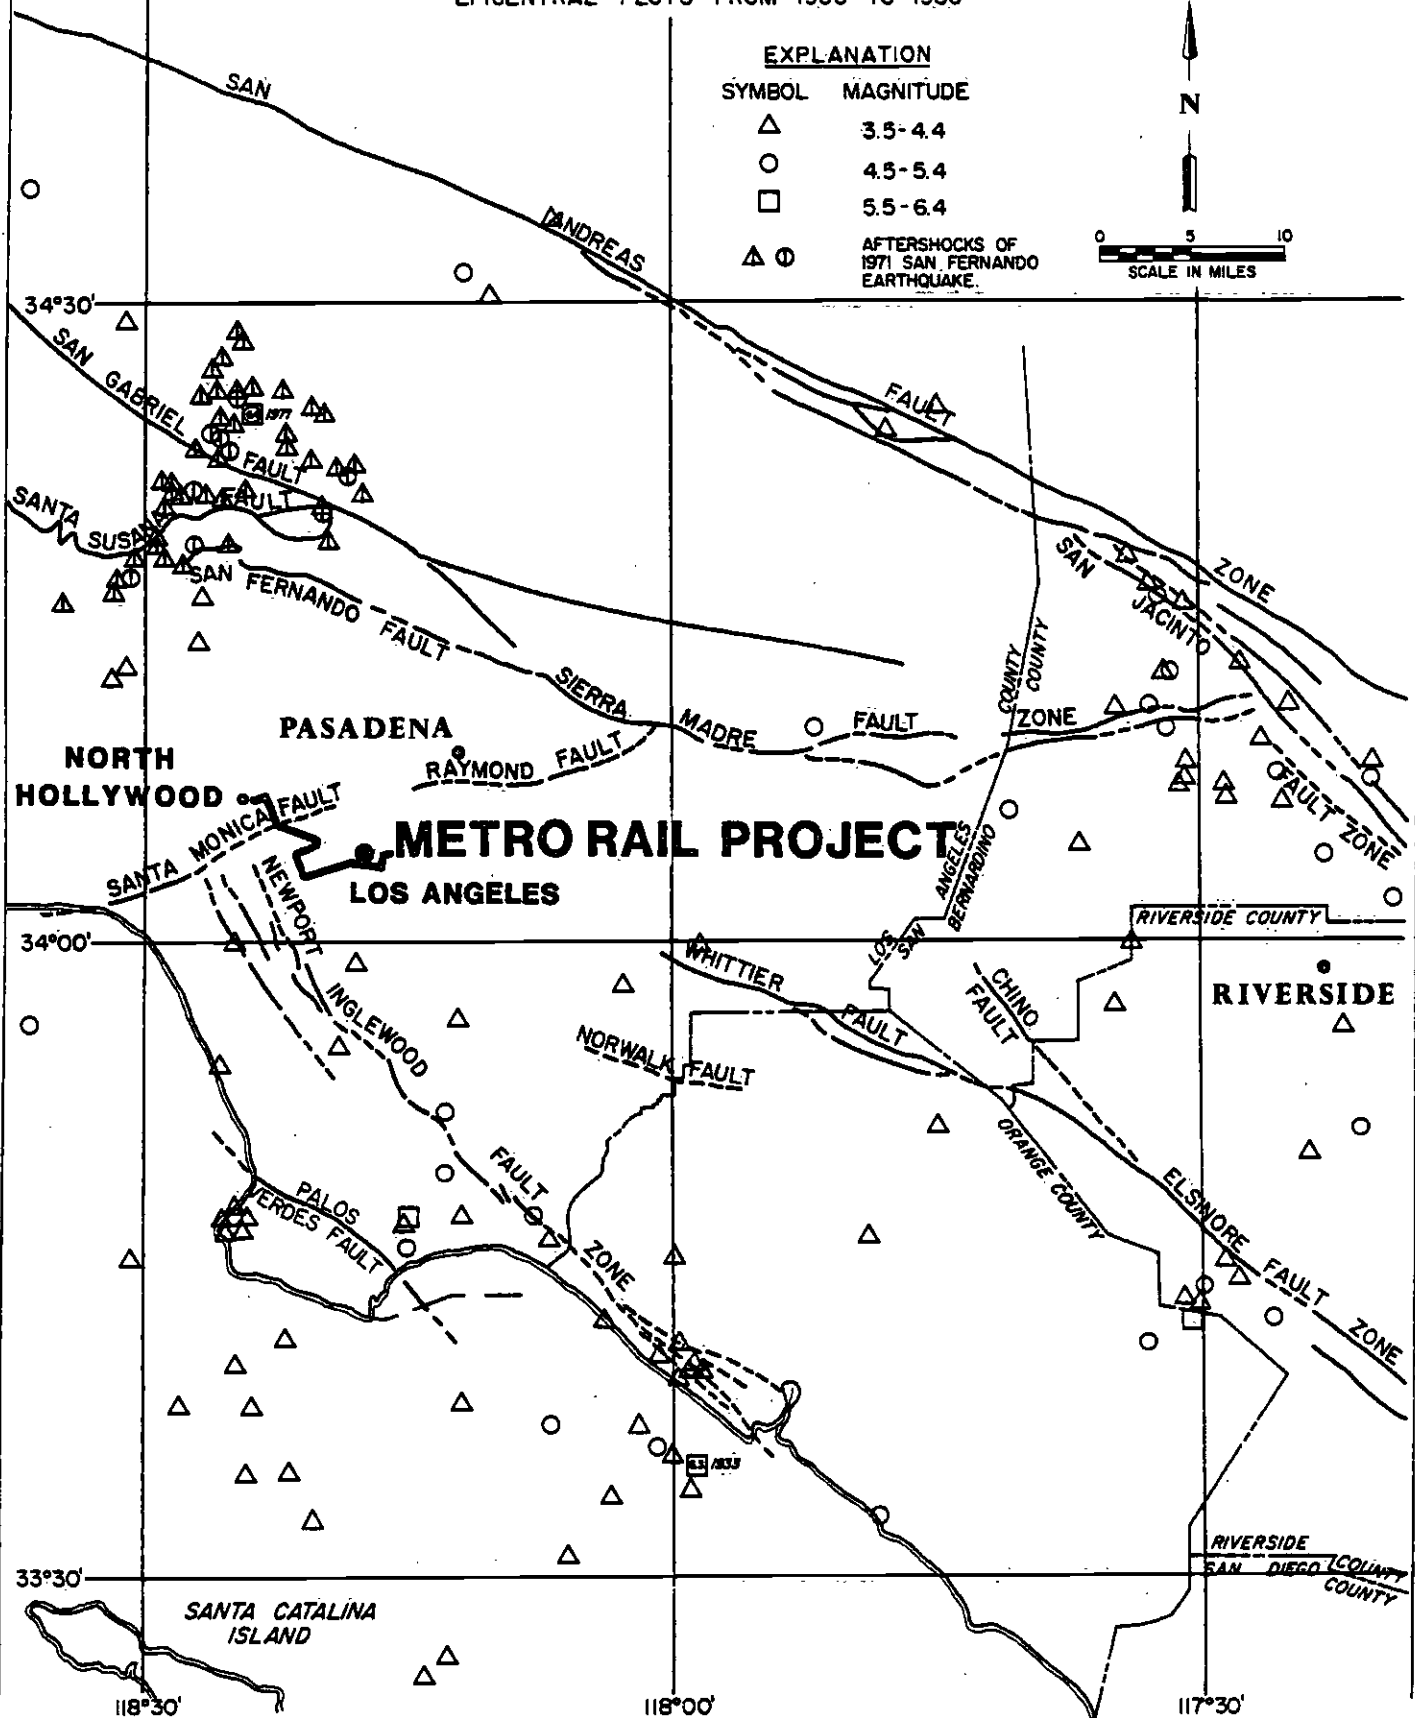 EPICENTRAL PLOTS FROM
EXPLANATION
SYMBOL MAGNITUDE
3.5-4.4
4.5-5.4
5.5-6.4
AFTERSHOCKS OF
1971 SAN FERNANDO
EARTHQUAKE.
N
0 5 10
SCALE IN MILES
SAN
ANDREAS
FAULT
ZONE
34°30'
SAN
GABRIEL
FAULT
1971
SANTA
SUSANA
FAULT
SAN FERNANDO FAULT
SAN
JACINTO
FAULT ZONE
SIERRA
MADRE
FAULT
ZONE
COUNTY
COUNTY
PASADENA
RAYMOND FAULT
NORTH
HOLLYWOOD
SANTA MONICA FAULT
METRO RAIL PROJECT
LOS ANGELES
LOS ANGELES
SAN BERNARDINO
RIVERSIDE COUNTY
34°00'
NEWPORT
INGLEWOOD
FAULT
ZONE
WHITTIER
FAULT
CHINO
FAULT
RIVERSIDE
NORWALK FAULT
ORANGE COUNTY
ELSINORE
FAULT
ZONE
PALOS
VERDES FAULT
6.3 1933
RIVERSIDE
SAN DIEGO COUNTY
COUNTY
33°30'
SANTA CATALINA
ISLAND
118°30' 118°00' 117°30'